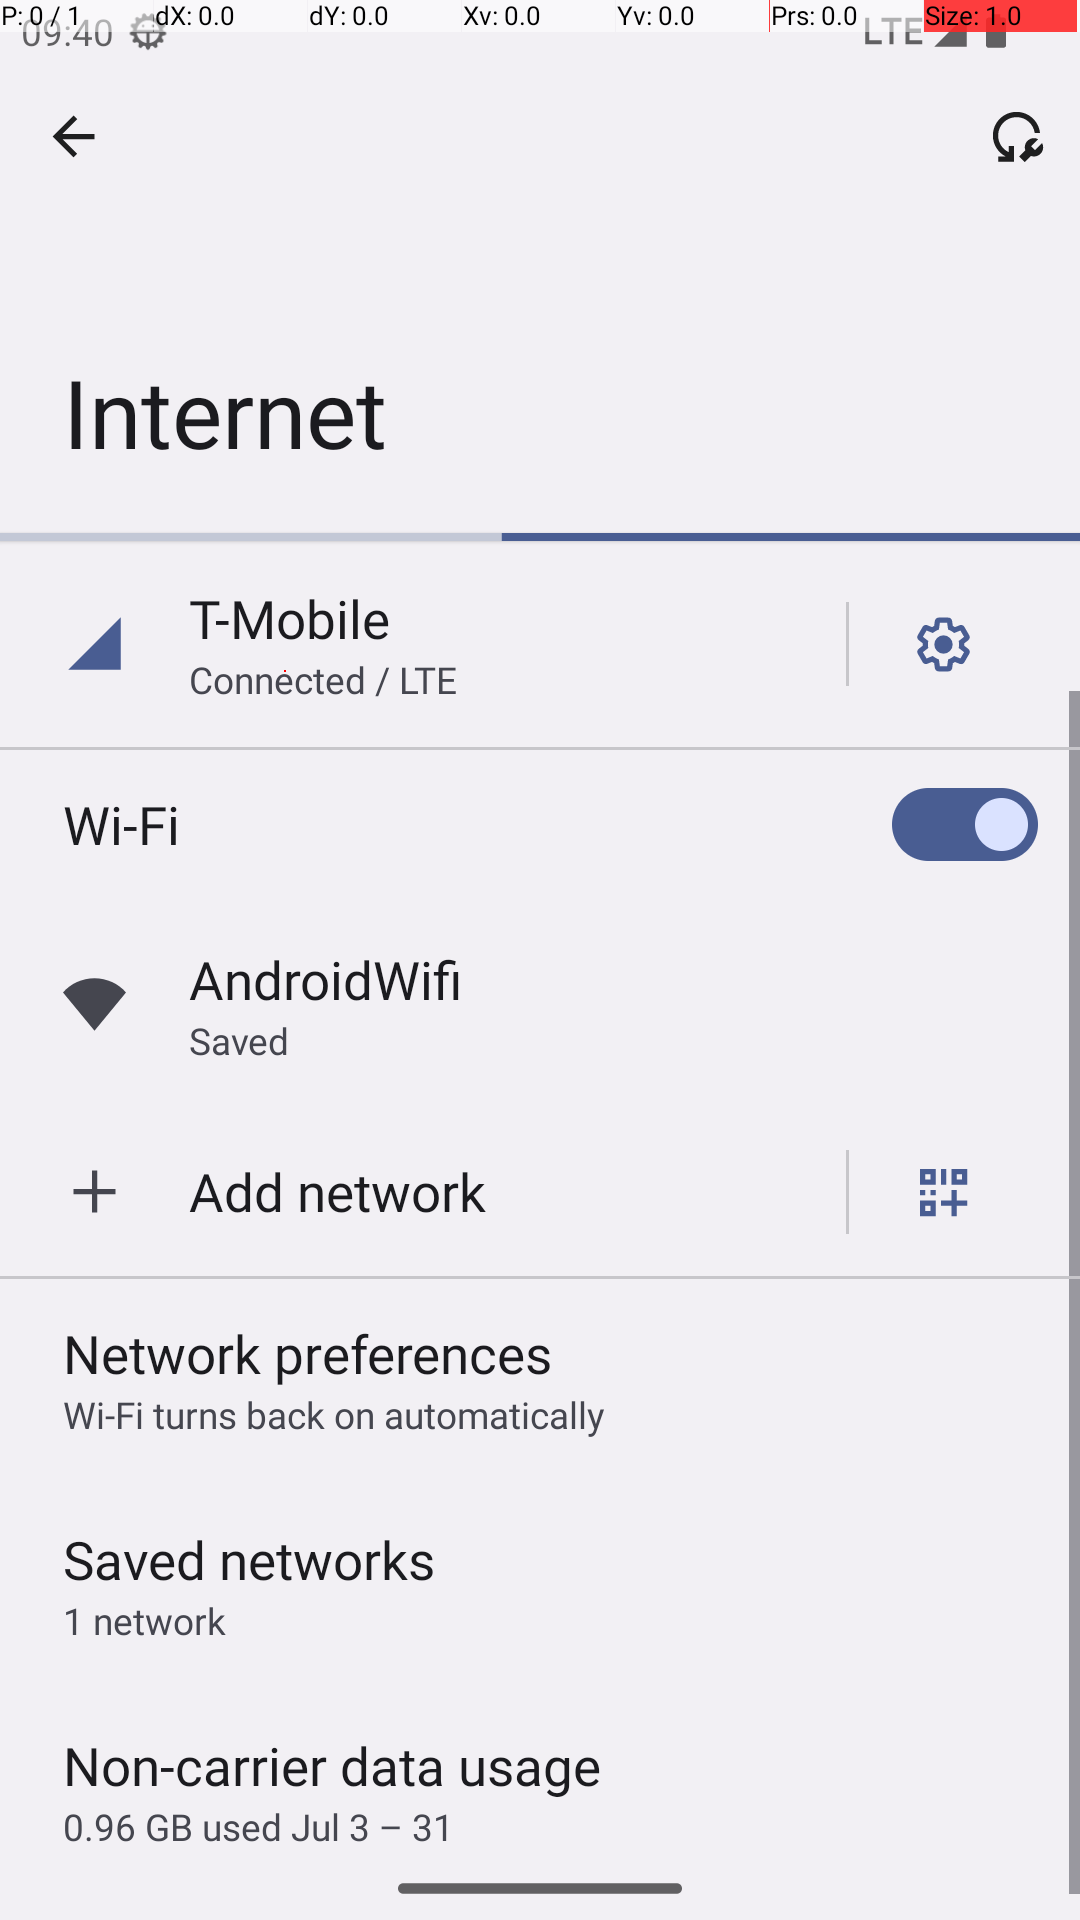 P: 0 / 1 dX: 0.0 dY: 0.0 Xv: 0.0 Yv: 0.0 Prs: 0.0 Size: 1.0
09:40 LTE
Internet
T-Mobile
Connected / LTE
Wi-Fi
AndroidWifi
Saved
Add network
Network preferences
Wi-Fi turns back on automatically
Saved networks
1 network
Non-carrier data usage
0.96 GB used Jul 3 – 31